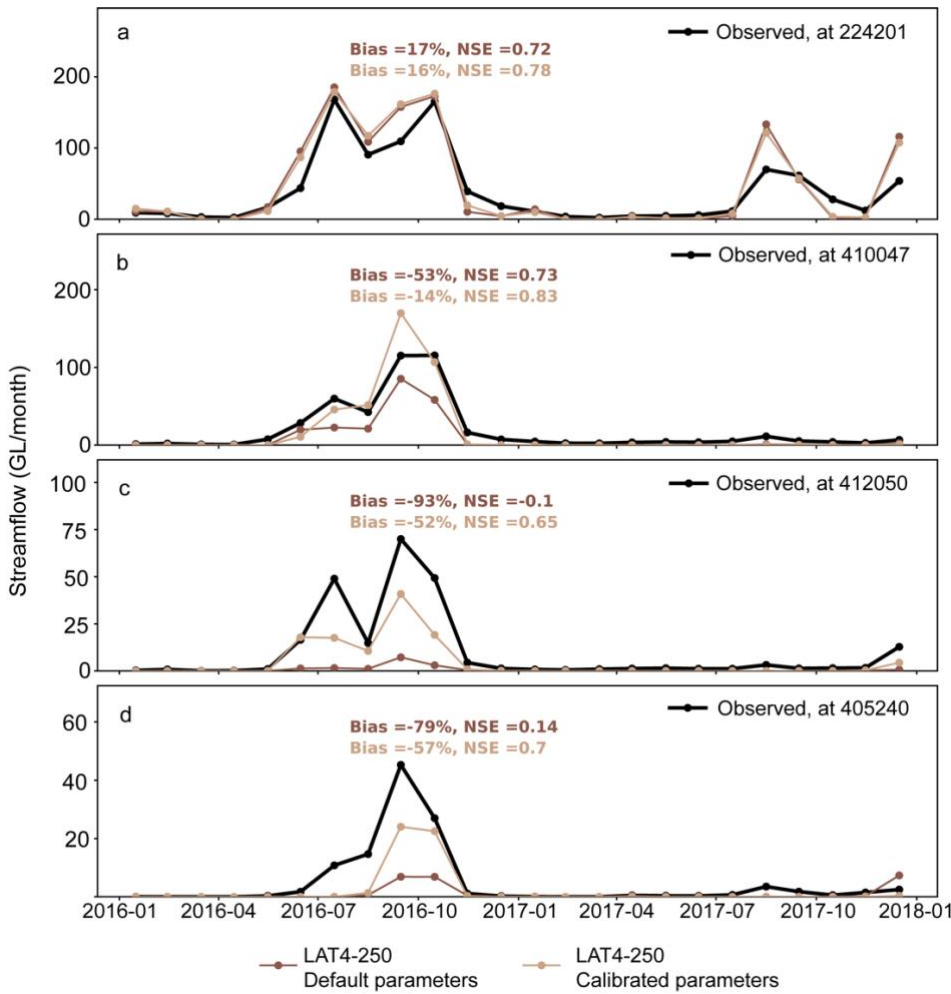 a
Observed, at 224201
Bias =17%, NSE =0.72
Bias =16%, NSE =0.78
200
100
0
b
Observed, at 410047
Bias =-53%, NSE =0.73
Bias =-14%, NSE =0.83
200
100
0
Streamflow (GL/month)
c
Observed, at 412050
Bias =-93%, NSE =-0.1
Bias =-52%, NSE =0.65
100
75
50
25
0
d
Observed, at 405240
Bias =-79%, NSE =0.14
Bias =-57%, NSE =0.7
60
40
20
2016-01 2016-04 2016-07 2016-10 2017-01 2017-04 2017-07 2017-10 2018-01
LAT4-250
Default parameters
LAT4-250
Calibrated parameters